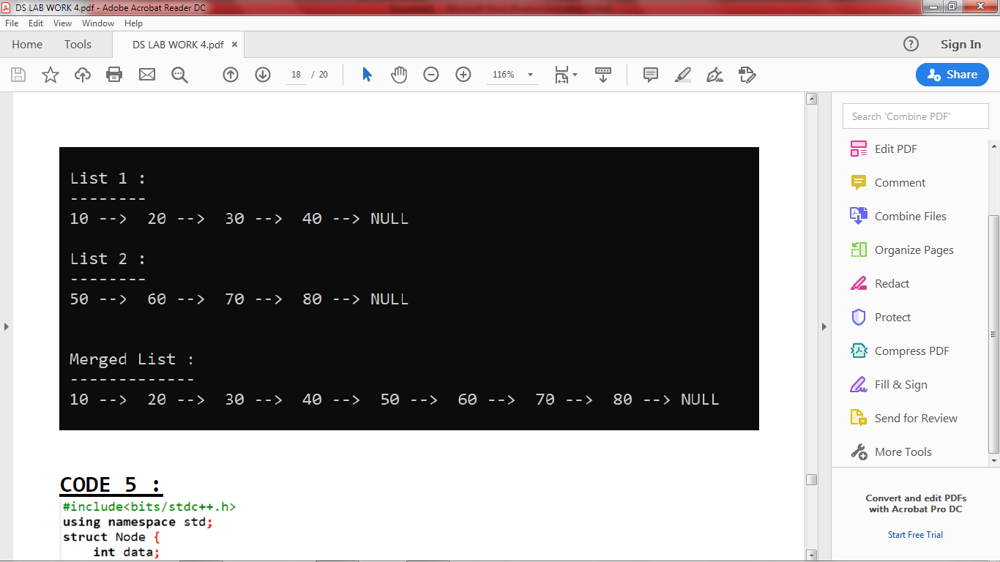 DS LAB WORK 4.pdf - Adobe Acrobat Reader DC
File Edit View Window Help
Home Tools DS LAB WORK 4.pdf × ? Sign In
18 / 20 116% Share
List 1 :
--------
10 --> 20 --> 30 --> 40 --> NULL
List 2 :
--------
50 --> 60 --> 70 --> 80 --> NULL
Merged List :
-------------
10 --> 20 --> 30 --> 40 --> 50 --> 60 --> 70 --> 80 --> NULL
CODE 5 :
#include<bits/stdc++.h>
using namespace std;
struct Node {
int data;
Search 'Combine PDF'
Edit PDF
Comment
Combine Files
Organize Pages
Redact
Protect
Compress PDF
Fill & Sign
Send for Review
More Tools
Convert and edit PDFs
with Acrobat Pro DC
Start Free Trial